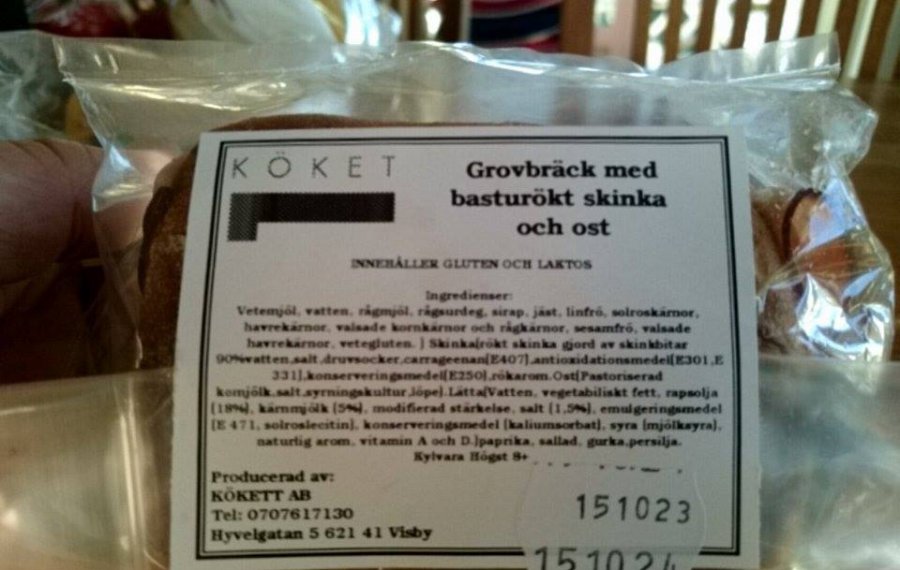 KÖKET
Grovbräck med
basturökt skinka
och ost
INNEHÅLLER GLUTEN OCH LAKTOS
Ingredienser:
Vetemjöl, vatten, rågmjöl, rågsurdeg, sirap, jäst, linfrö, solroskärnor,
havrekärnor, valsade kornkärnor och rågkärnor, sesamfrö, valsade
havrekärnor, vetegluten. ) Skinka(rökt skinka gjord av skinkbitar
90%vatten,salt,druvsocker,carrageenan(E407),antioxidationsmedel(E301,E
331),konserveringsmedel(E250),rökarom.Ost(Pastoriserad
komjölk,salt,syrningskultur,löpe).Lätta(Vatten, vegetabiliskt fett, rapsolja
(18%), kärnmjölk (5%), modifierad stärkelse, salt (1,5%), emulgeringsmedel
(E 471, solroslecitin), konserveringsmedel (kaliumsorbat), syra (mjölksyra),
naturlig arom, vitamin A och D.)paprika, sallad, gurka,persilja.
Kylvara Högst 8+
Producerad av:
KÖKETT AB
Tel: 0707617130
Hyvelgatan 5 621 41 Visby
151023
151024